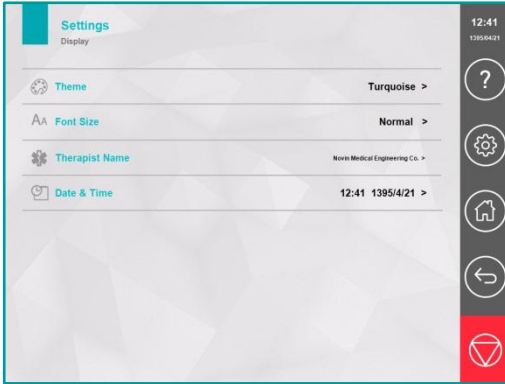 Settings
Display
12:41
1395/04/21
Theme
Turquoise >
?
AA Font Size
Normal >
Therapist Name
Novin Medical Engineering Co. >
Date & Time
12:41 1395/4/21 >